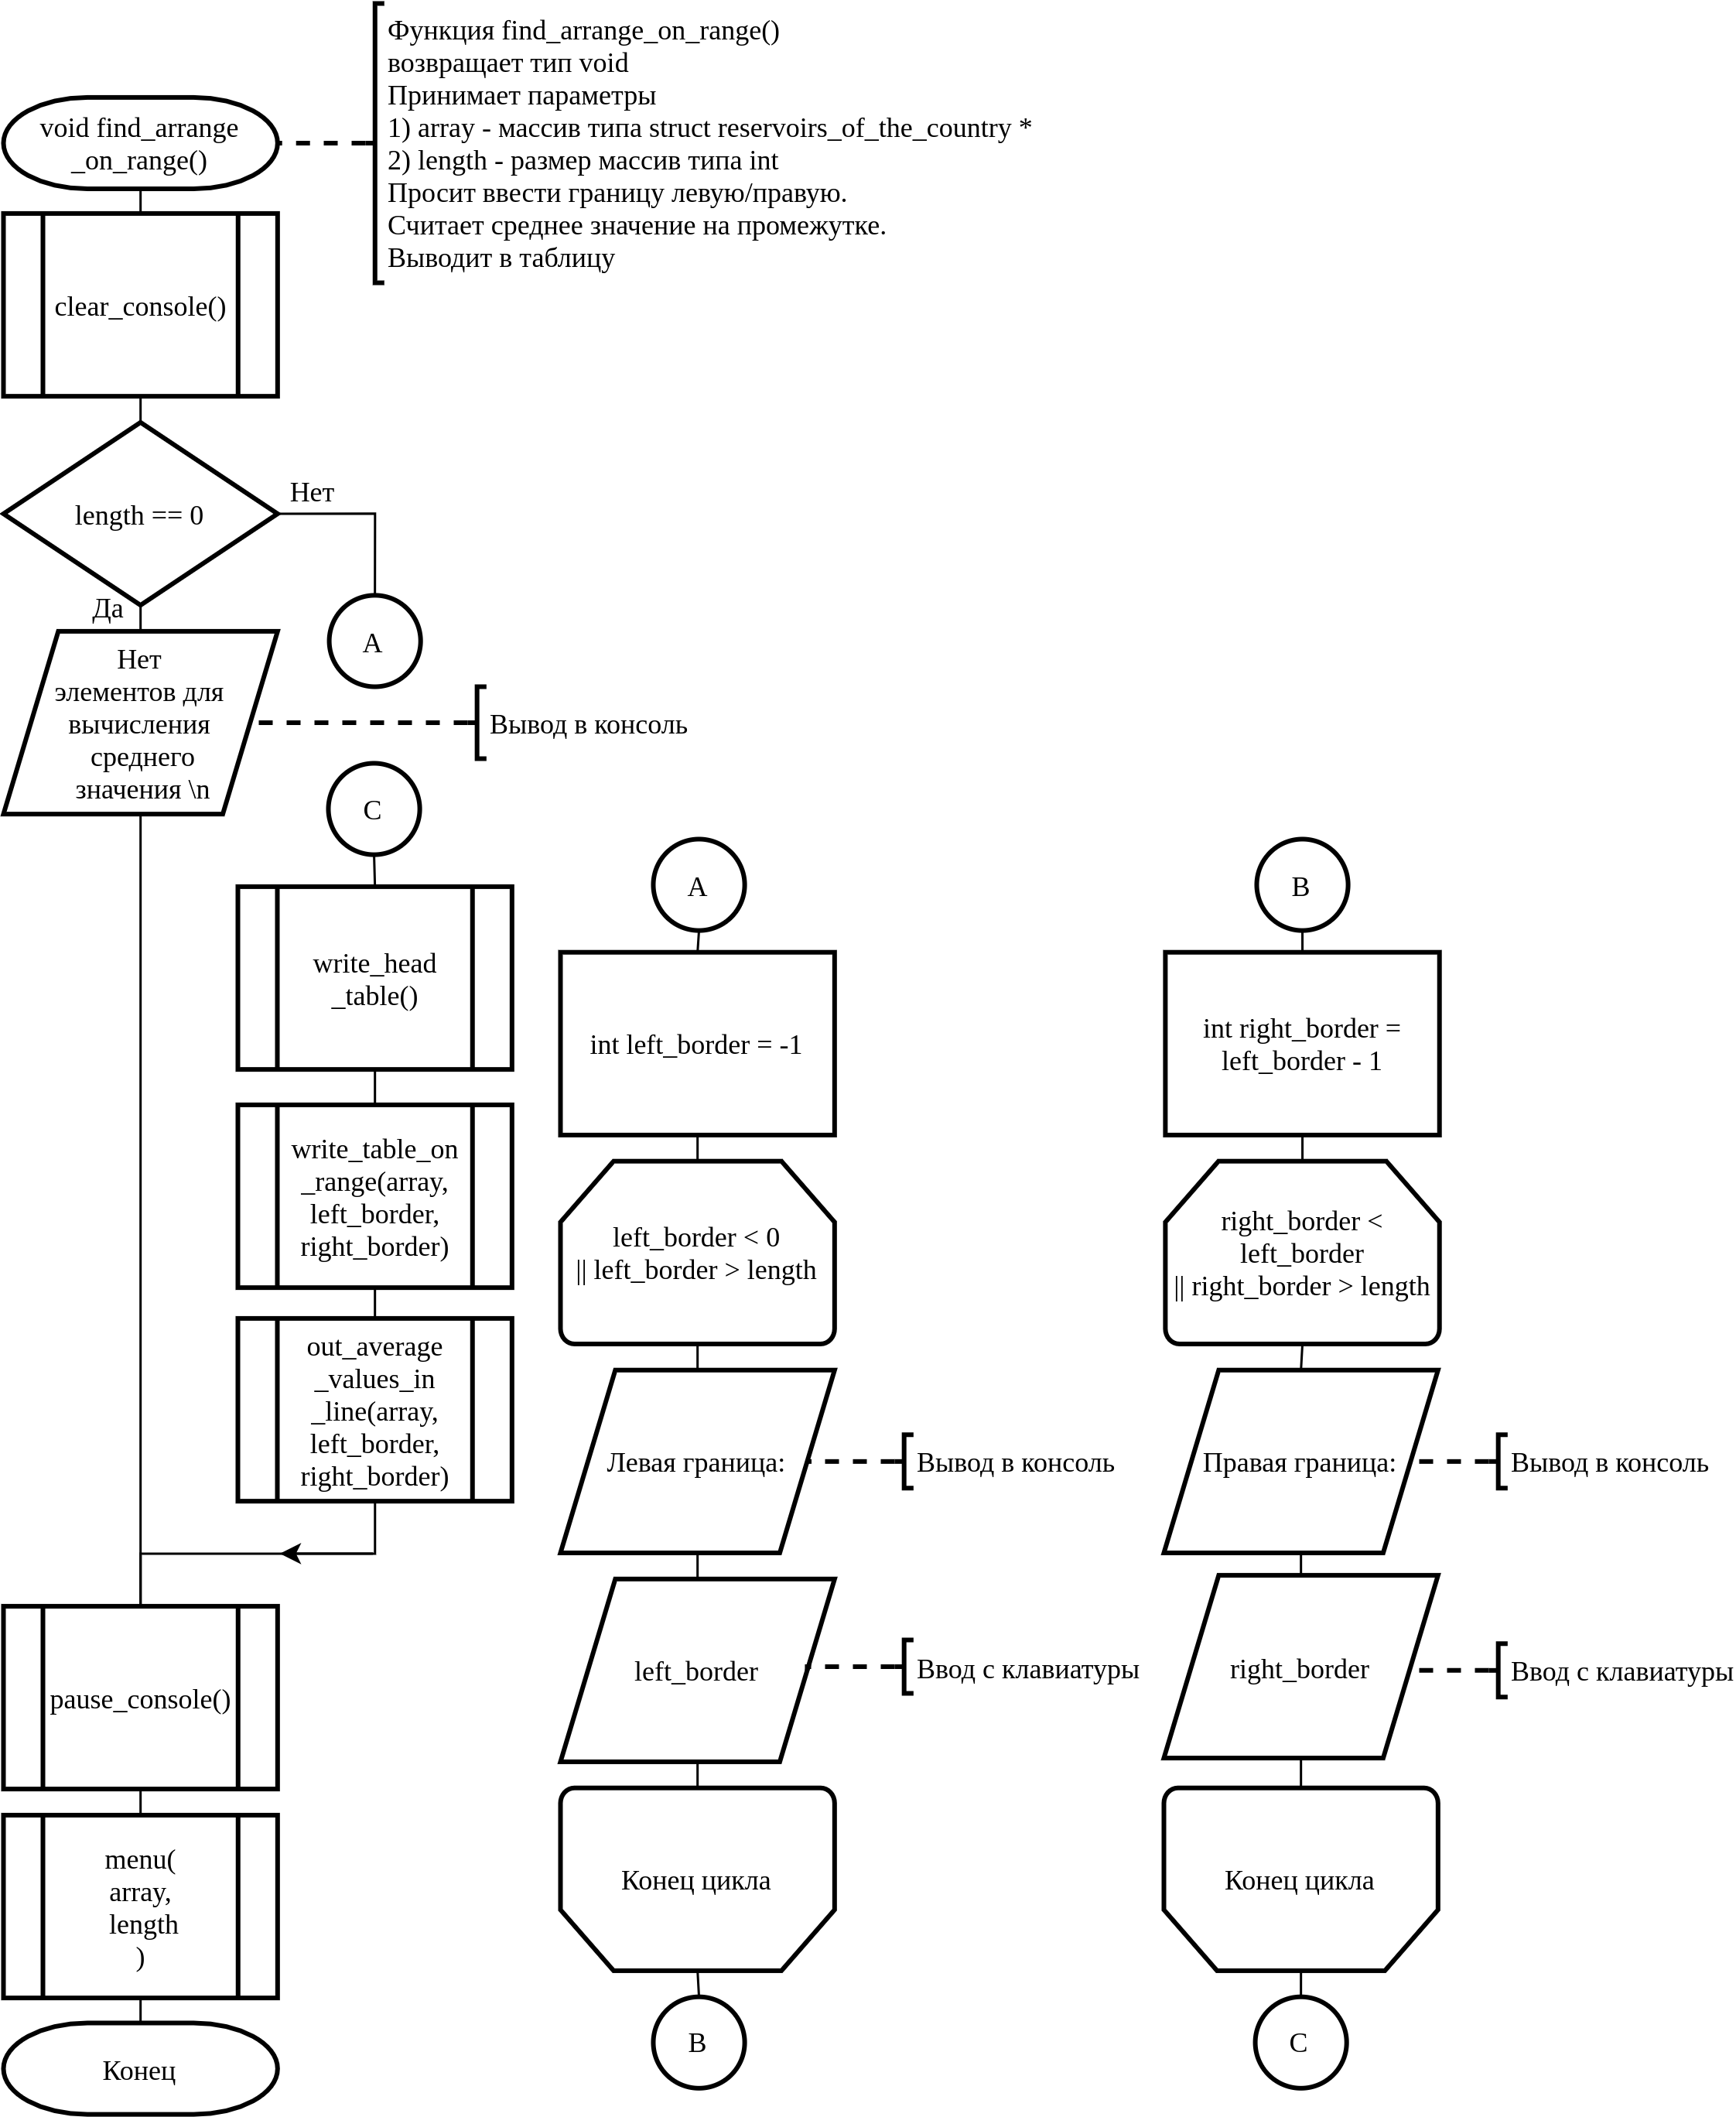 void find_arrange
_on_range()
Функция find_arrange_on_range()
возвращает тип void
Принимает параметры
1) array - массив типа struct reservoirs_of_the_country *
2) length - размер массив типа int
Просит ввести границу левую/правую.
Считает среднее значение на промежутке.
Выводит в таблицу
clear_console()
length == 0
Нет
A
Да
Нет
элементов для
вычисления
среднего
значения \n
Вывод в консоль
C
write_head
_table()
write_table_on
_range(array,
left_border,
right_border)
out_average
_values_in
_line(array,
left_border,
right_border)
pause_console()
menu(
array,
length
)
Конец
A
int left_border = -1
left_border < 0
|| left_border > length
Левая граница:
Вывод в консоль
left_border
Ввод с клавиатуры
Конец цикла
B
B
int right_border =
left_border - 1
right_border <
left_border
|| right_border > length
Правая граница:
Вывод в консоль
right_border
Ввод с клавиатуры
Конец цикла
C